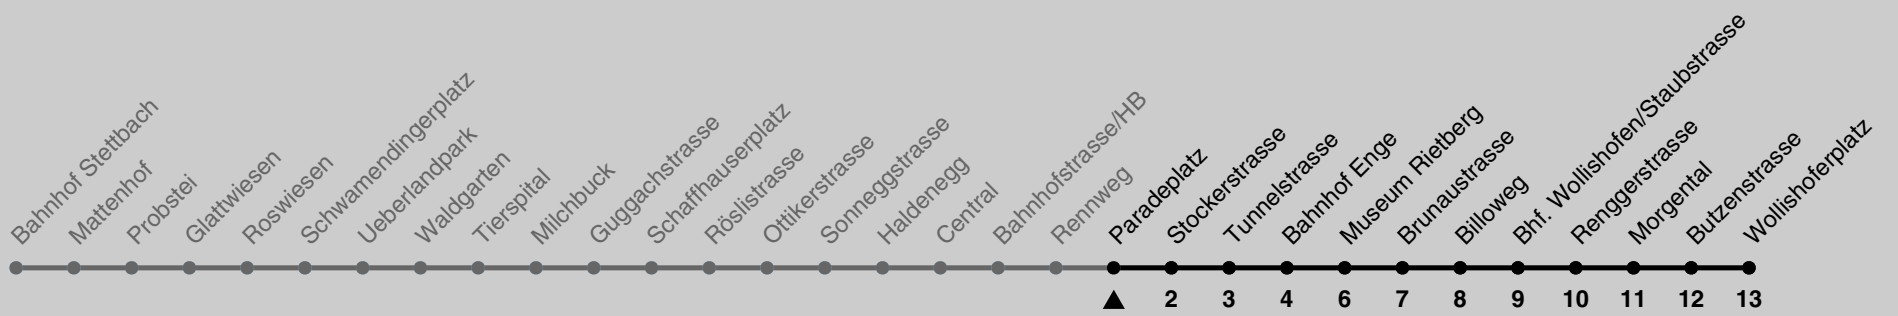 Bahnhof Stettbach
Mattenhof
Probstei
Glattwiesen
Roswiesen
Schwamendingerplatz
Ueberlandpark
Waldgarten
Tierspital
Milchbuck
Guggachstrasse
Schaffhauserplatz
Röslistrasse
Ottikerstrasse
Sonneggstrasse
Haldenegg
Central
Bahnhofstrasse/HB
Rennweg
Paradeplatz
Stockerstrasse
Tunnelstrasse
Bahnhof Enge
Museum Rietberg
Brunaustrasse
Billoweg
Bhf. Wollishofen/Staubstrasse
Renggerstrasse
Morgental
Butzenstrasse
Wollishoferplatz
2 3 4 6 7 8 9 10 11 12 13